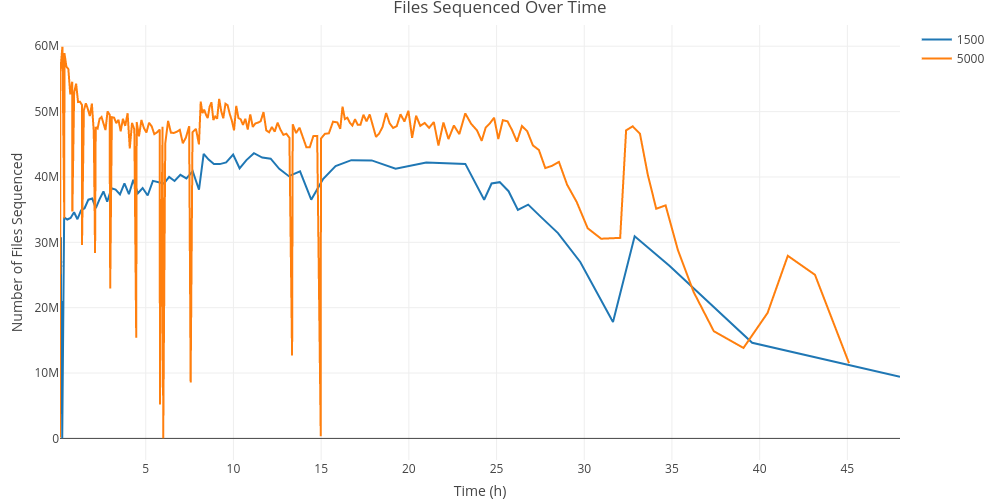 Files Sequenced Over Time
1500
5000
Number of Files Sequenced
60M
50M
40M
30M
20M
10M
0
5 10 15 20 25 30 35 40 45
Time (h)